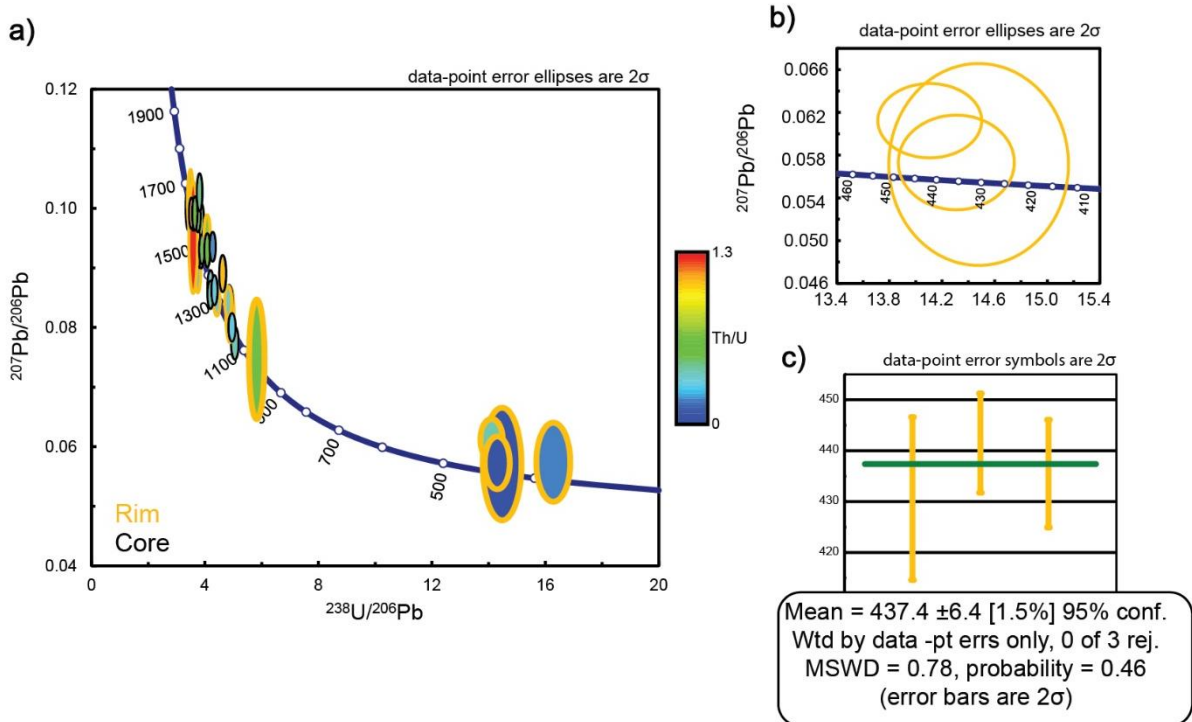 a)
data-point error ellipses are 2σ
0.12
0.10
0.08
0.06
0.04
207Pb/206Pb
1900
1700
1500
1300
1100
700
500
0
4
8
12
16
20
238U/206Pb
Rim
Core
1.3
Th/U
0
b)
data-point error ellipses are 2σ
0.066
0.062
0.058
0.054
0.050
0.046
207Pb/206Pb
460
450
440
430
420
410
13.4
13.8
14.2
14.6
15.0
15.4
c)
data-point error symbols are 2σ
450
440
430
420
Mean = 437.4 ±6.4 [1.5%] 95% conf.
Wtd by data -pt errs only, 0 of 3 rej.
MSWD = 0.78, probability = 0.46
(error bars are 2σ)